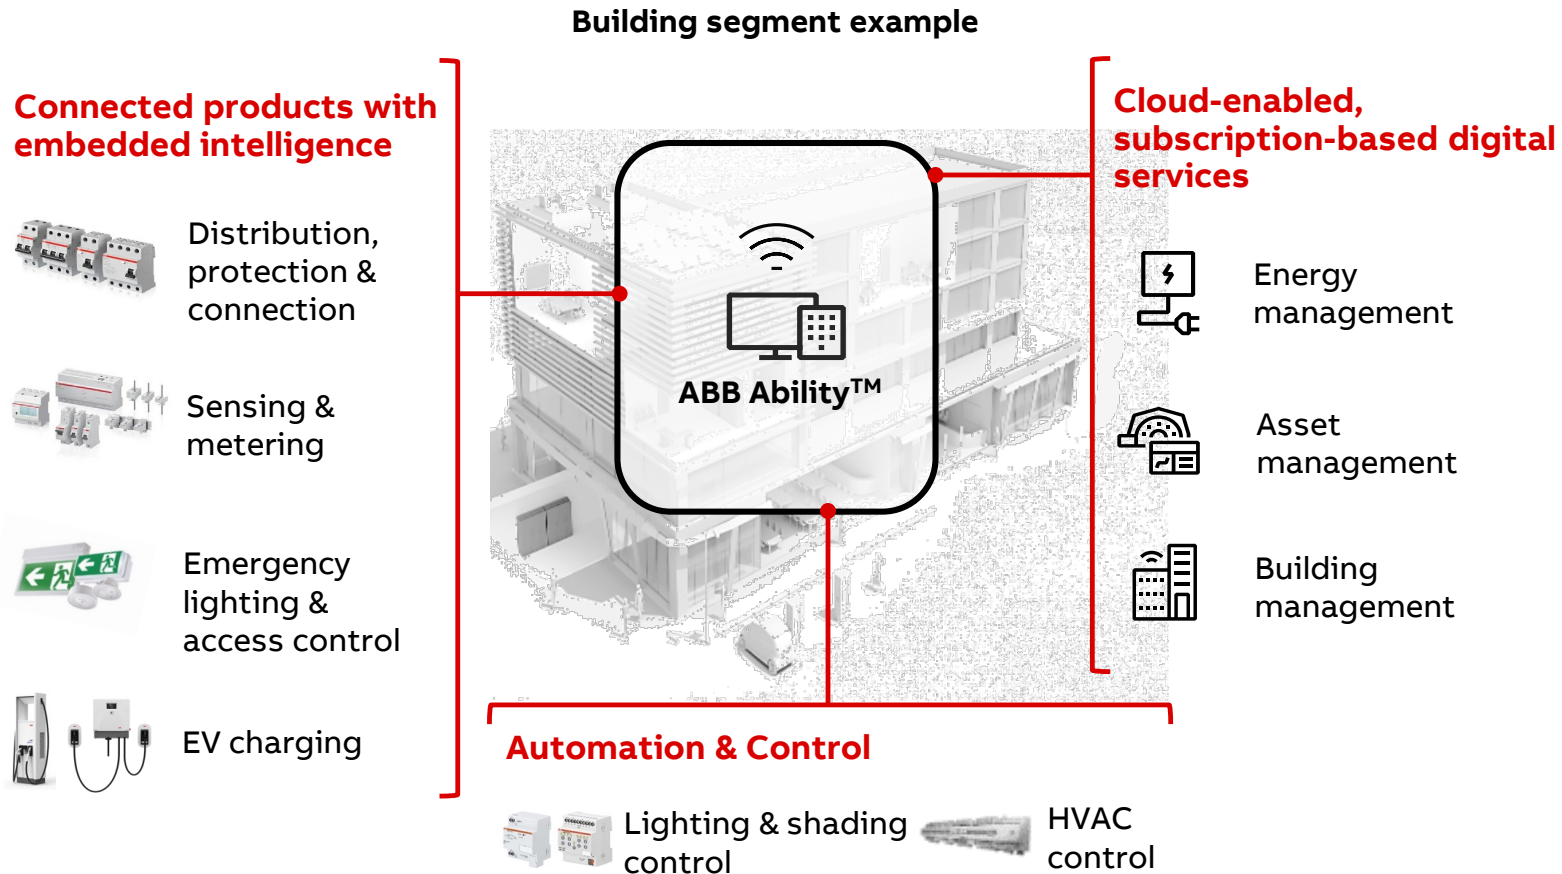 Building segment example
Connected products with
embedded intelligence
Distribution,
protection &
connection
Sensing &
metering
Emergency
lighting &
access control
EV charging
ABB Ability™
Cloud-enabled,
subscription-based digital
services
Energy
management
Asset
management
Building
management
Automation & Control
Lighting & shading
control
HVAC
control